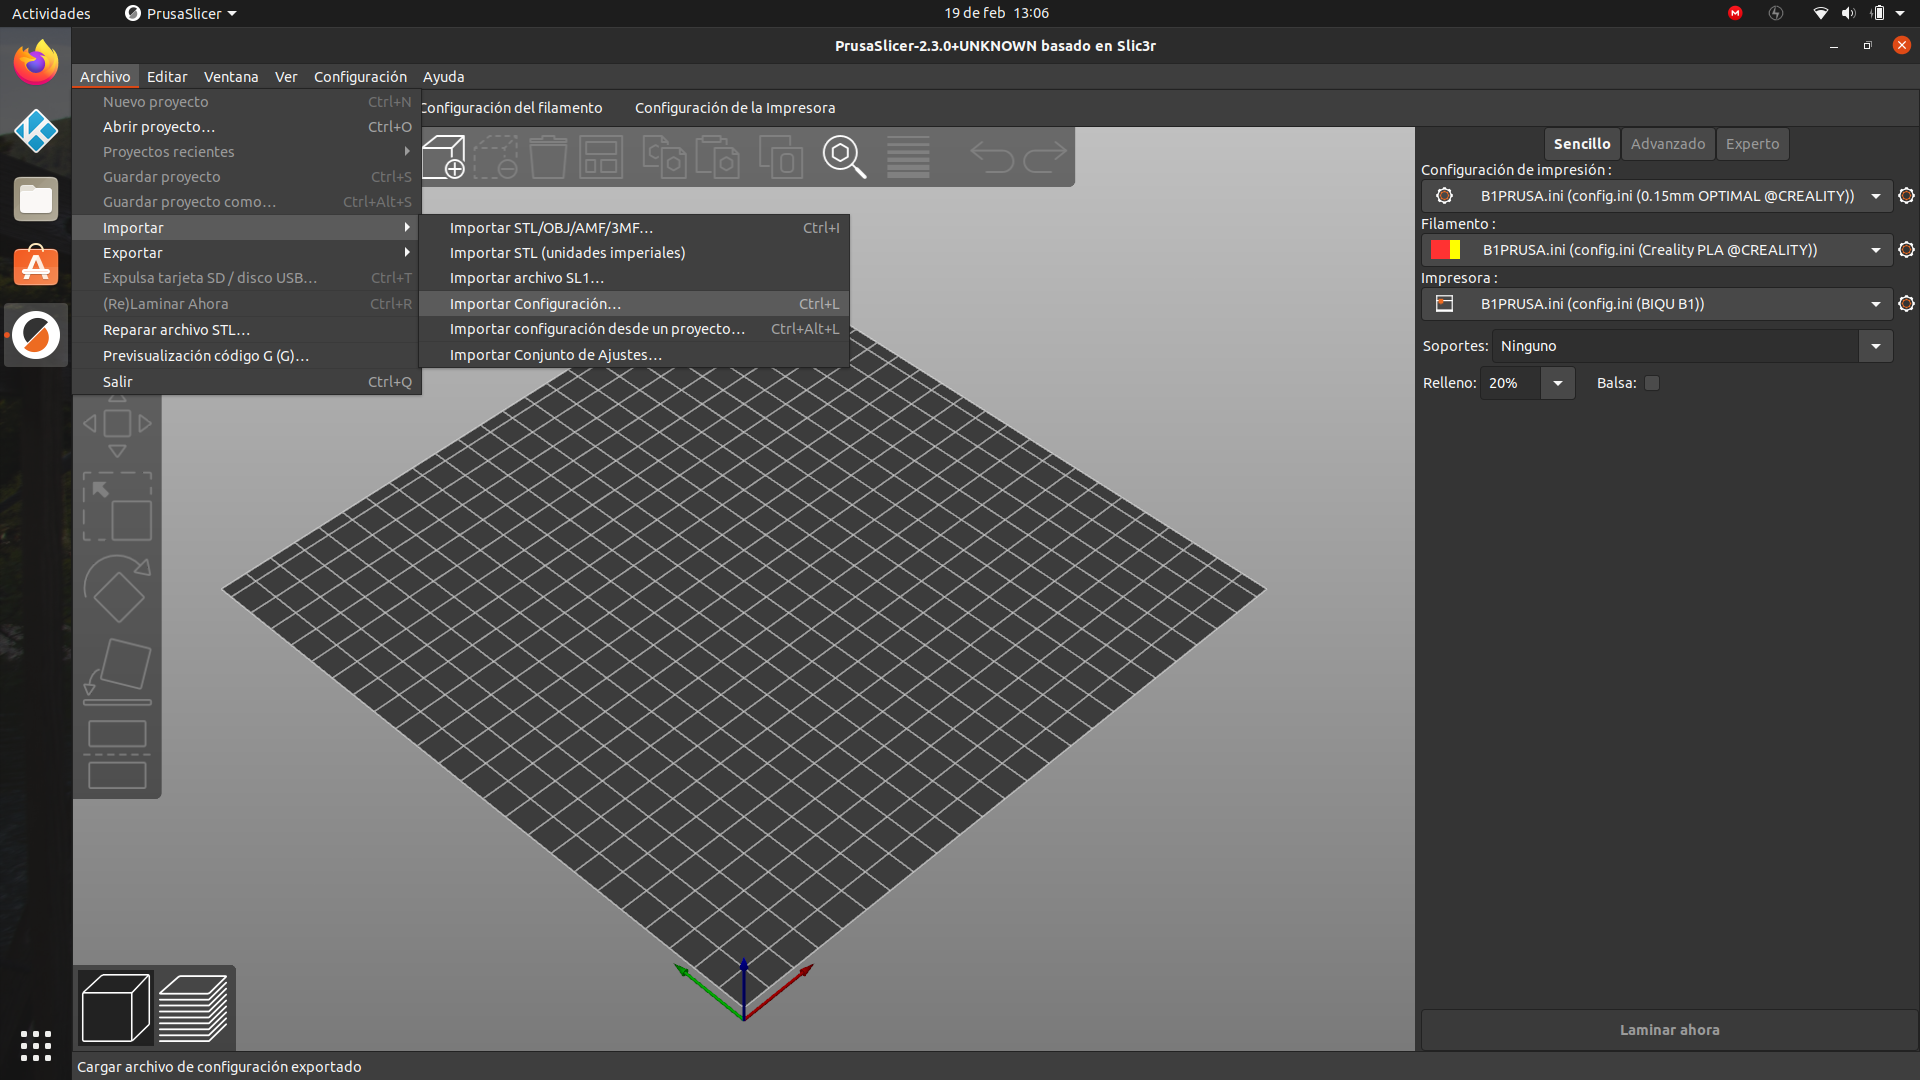 Actividades PrusaSlicer 19 de feb 13:06
PrusaSlicer-2.3.0+UNKNOWN basado en Slic3r
Archivo Editar Ventana Ver Configuración Ayuda
Configuración del filamento Configuración de la Impresora
Nuevo proyecto Ctrl+N
Abrir proyecto... Ctrl+O
Proyectos recientes
Guardar proyecto Ctrl+S
Guardar proyecto como... Ctrl+Alt+S
Importar
Exportar
Expulsa tarjeta SD / disco USB... Ctrl+T
(Re)Laminar Ahora Ctrl+R
Reparar archivo STL...
Previsualización código G (G)...
Salir Ctrl+Q
Importar STL/OBJ/AMF/3MF... Ctrl+I
Importar STL (unidades imperiales)
Importar archivo SL1...
Importar Configuración... Ctrl+L
Importar configuración desde un proyecto... Ctrl+Alt+L
Importar Conjunto de Ajustes...
Sencillo Avanzado Experto
Configuración de impresión :
B1PRUSA.ini (config.ini (0.15mm OPTIMAL @CREALITY))
Filamento :
B1PRUSA.ini (config.ini (Creality PLA @CREALITY))
Impresora :
B1PRUSA.ini (config.ini (BIQU B1))
Soportes: Ninguno
Relleno: 20% Balsa:
Laminar ahora
Cargar archivo de configuración exportado